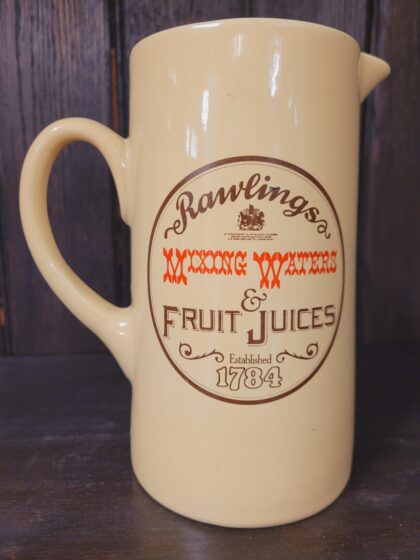 Rawlings
MIXING WATERS
&
FRUIT JUICES
Established
1784